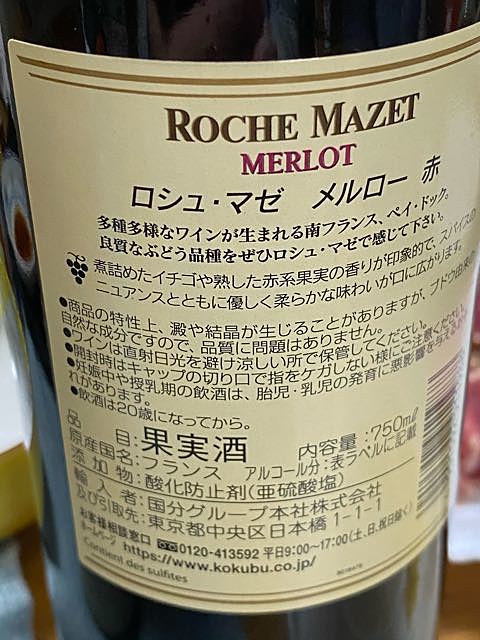 ROCHE MAZET
MERLOT
ロシュ・マゼ メルロー 赤
多種多様なワインが生まれる南フランス、ペイ・ドック。
良質なぶどう品種をぜひロシュ・マゼで感じて下さい。
煮詰めたイチゴや熟した赤系果実の香りが印象的で、スパイスの
ニュアンスとともに優しく柔らかな味わいが口に広がります。
●商品の特性上、澱や結晶が生じることがありますが、ブドウ由来の
自然な成分ですので、品質に問題はありません。
●ワインは直射日光を避け涼しい所で保管してください。
●開封時はキャップの切り口で指をケガしない様にご注意ください。
●妊娠中や授乳期の飲酒は、胎児・乳児の発育に悪影響を与えるおそ
れがあります。
●飲酒は20歳になってから。
品 目:果実酒 内容量:750mℓ
原産国名:フランス アルコール分:表ラベルに記載
添加物:酸化防止剤(亜硫酸塩)
輸入者:国分グループ本社株式会社
及び引取先:東京都中央区日本橋1-1-1
お客様相談窓口 0120-413592 平日9:00~17:00(土、日、祝日除く)
ホームページ https://www.kokubu.co.jp/
Contient des sulfites